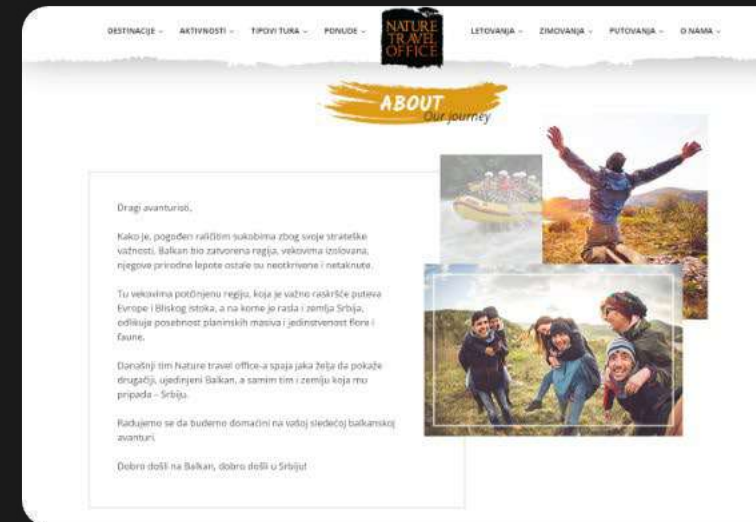 DESTINACIJE
AKTIVNOSTI
TIPOVI TURA
PONUDE
NATURE
TRAVEL
OFFICE
LETOVANJA
ZIMOVANJA
PUTOVANJA
O NAMA
ABOUT
Our journey
Dragi avanturisti,
Kako je, pogođen raličitim sukobima zbog svoje strateške
važnosti, Balkan bio zatvorena regija, vekovima izolovana,
njegove prirodne lepote ostale su neotkrivene i netaknute.
Tu vekovima potčinjenu regiju, koja je važno raskršće puteva
Evrope i Bliskog istoka, a na kome je rasla i zemlja Srbija,
odlikuje posebnost planinskih masiva i jedinstvenost flore i
faune.
Današnji tim Nature travel office-a spaja jaka želja da pokaže
drugačiji, ujedinjeni Balkan, a samim tim i zemlju koja mu
pripada – Srbiju.
Radujemo se da budemo domaćini na vašoj sledećoj balkanskoj
avanturi.
Dobro došli na Balkan, dobro došli u Srbiju!